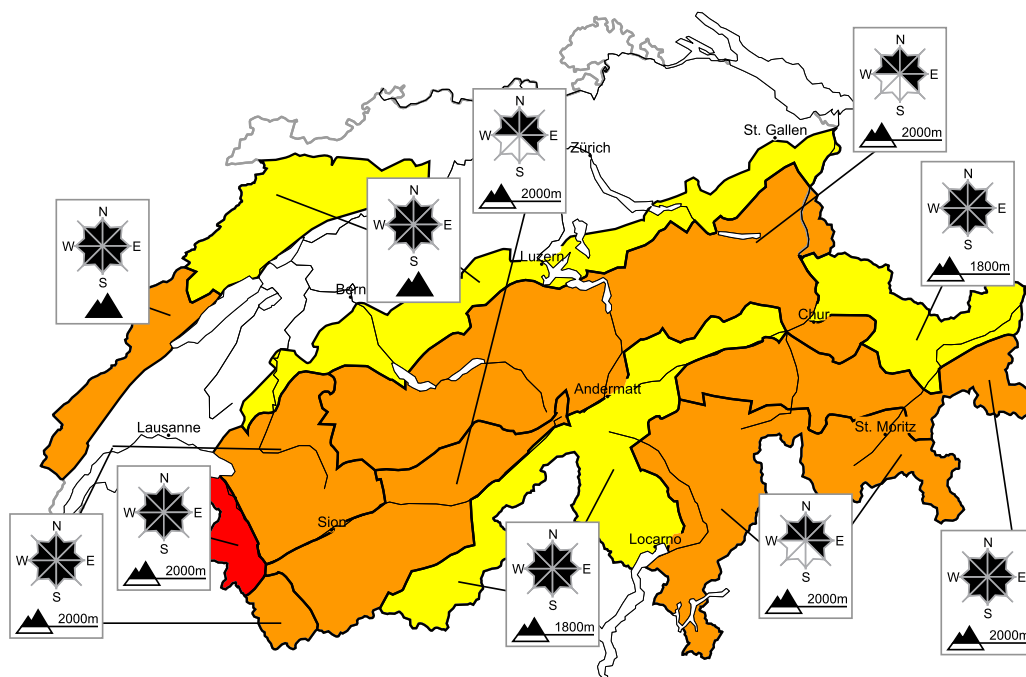 N
W E
S
2000m
St. Gallen
N
W E
S
2000m
Zürich
N
W E
S
1800m
N
W E
S
N
W E
S
Luzern
Bern
Chur
Andermatt
St. Moritz
Lausanne
N
W E
S
2000m
Sion
N
W E
S
2000m
N
W E
S
1800m
Locarno
N
W E
S
2000m
N
W E
S
2000m